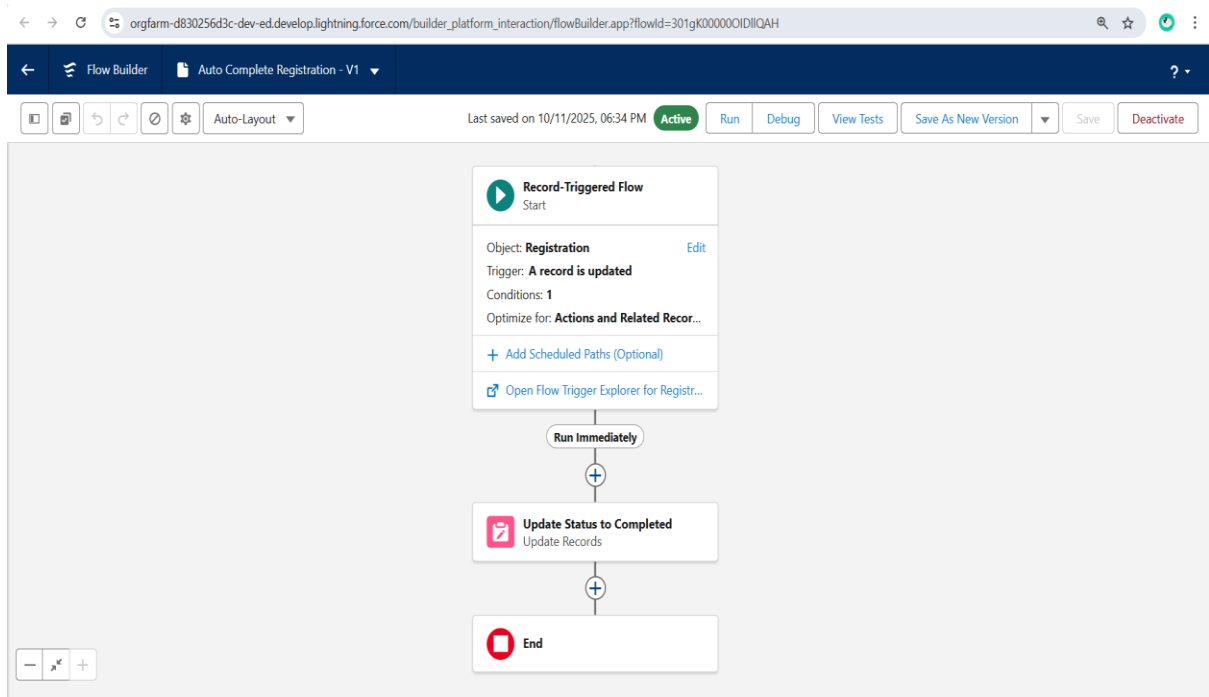 orgfarm-d830256d3c-dev-ed.develop.lightning.force.com/builder_platform_interaction/flowBuilder.app?flowId=301gK00000OIDllQAH
Flow Builder Auto Complete Registration - V1 ?
Auto-Layout Last saved on 10/11/2025, 06:34 PM Active Run Debug View Tests Save As New Version Save Deactivate
Record-Triggered Flow
Start
Object: Registration Edit
Trigger: A record is updated
Conditions: 1
Optimize for: Actions and Related Recor...
+ Add Scheduled Paths (Optional)
Open Flow Trigger Explorer for Registr...
Run Immediately
Update Status to Completed
Update Records
End